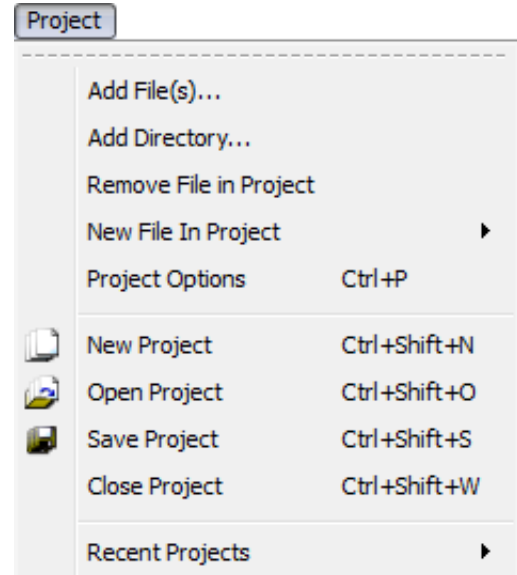 Project
Add File(s)...
Add Directory...
Remove File in Project
New File In Project
Project Options Ctrl+P
New Project Ctrl+Shift+N
Open Project Ctrl+Shift+O
Save Project Ctrl+Shift+S
Close Project Ctrl+Shift+W
Recent Projects